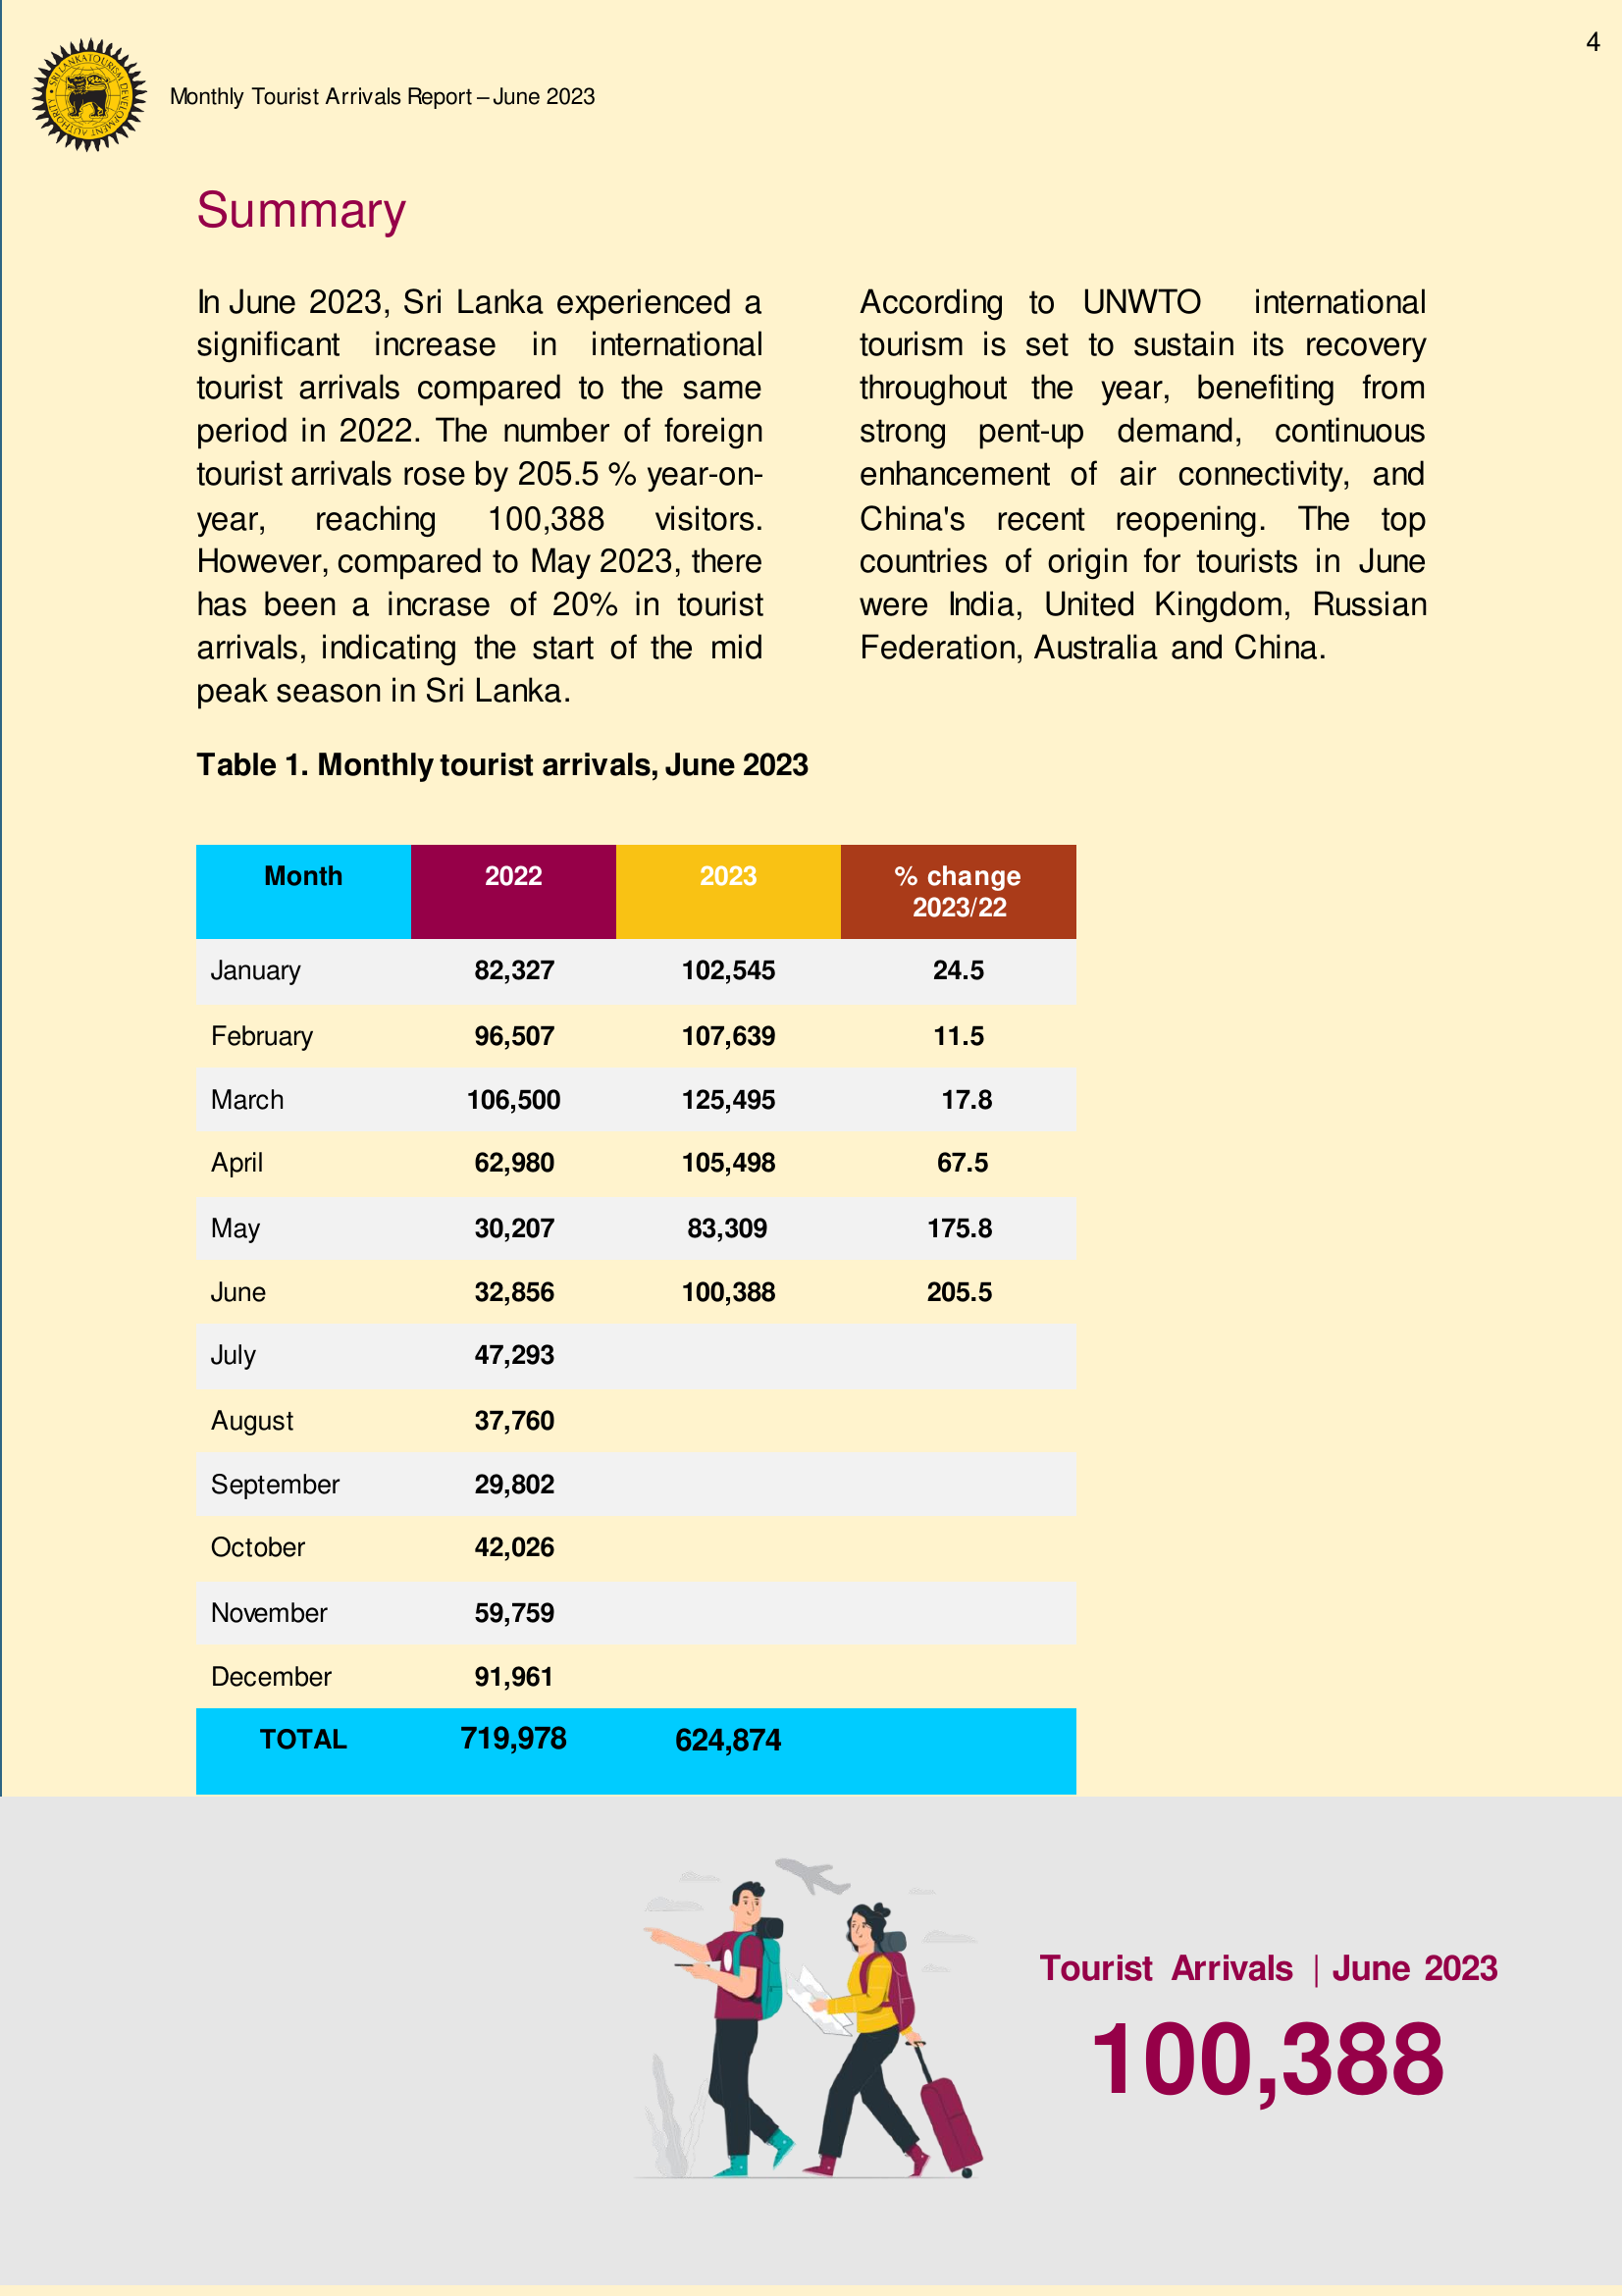 4
SRI LANKA TOURISM DEVELOPMENT AUTHORITY
Monthly Tourist Arrivals Report – June 2023
Summary
In June 2023, Sri Lanka experienced a
significant increase in international
tourist arrivals compared to the same
period in 2022. The number of foreign
tourist arrivals rose by 205.5 % year-on-
year, reaching 100,388 visitors.
However, compared to May 2023, there
has been a incrase of 20% in tourist
arrivals, indicating the start of the mid
peak season in Sri Lanka.
According to UNWTO international
tourism is set to sustain its recovery
throughout the year, benefiting from
strong pent-up demand, continuous
enhancement of air connectivity, and
China's recent reopening. The top
countries of origin for tourists in June
were India, United Kingdom, Russian
Federation, Australia and China.
Table 1. Monthly tourist arrivals, June 2023
Month 2022 2023 % change
2023/22
January 82,327 102,545 24.5
February 96,507 107,639 11.5
March 106,500 125,495 17.8
April 62,980 105,498 67.5
May 30,207 83,309 175.8
June 32,856 100,388 205.5
July 47,293
August 37,760
September 29,802
October 42,026
November 59,759
December 91,961
TOTAL 719,978 624,874
Tourist Arrivals | June 2023
100,388